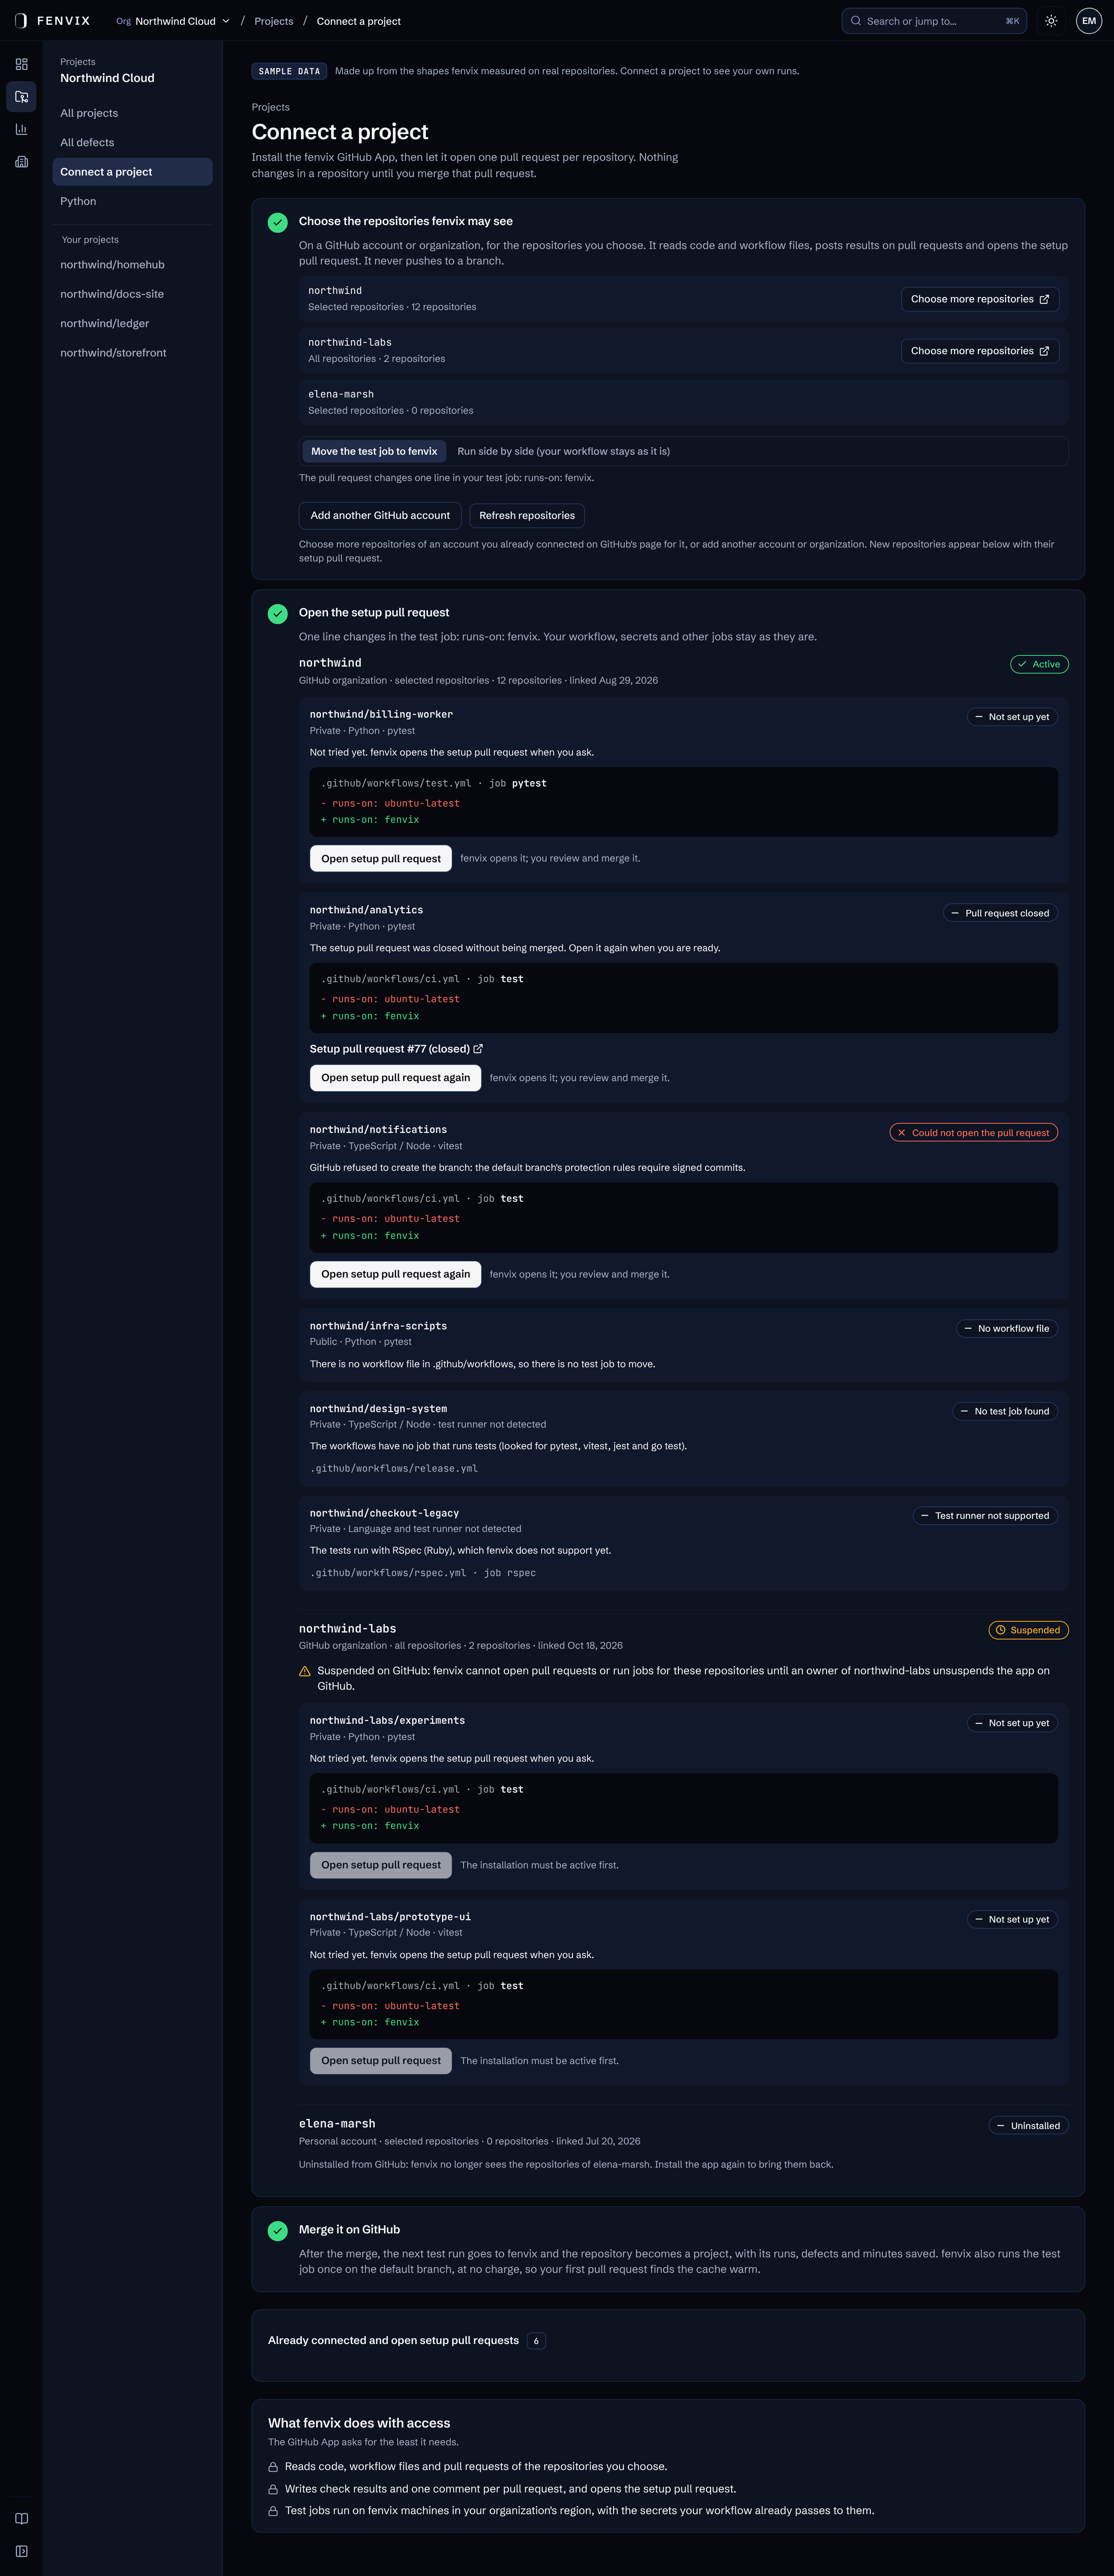 FENVIX
Org Northwind Cloud / Projects / Connect a project
Search or jump to... ⌘K
EM
Projects
Northwind Cloud
All projects
All defects
Connect a project
Python
Your projects
northwind/homehub
northwind/docs-site
northwind/ledger
northwind/storefront
SAMPLE DATA Made up from the shapes fenvix measured on real repositories. Connect a project to see your own runs.
Projects
Connect a project
Install the fenvix GitHub App, then let it open one pull request per repository. Nothing
changes in a repository until you merge that pull request.
Choose the repositories fenvix may see
On a GitHub account or organization, for the repositories you choose. It reads code and workflow files, posts results on pull requests and opens the setup
pull request. It never pushes to a branch.
northwind
Selected repositories · 12 repositories
Choose more repositories
northwind-labs
All repositories · 2 repositories
Choose more repositories
elena-marsh
Selected repositories · 0 repositories
Move the test job to fenvix Run side by side (your workflow stays as it is)
The pull request changes one line in your test job: runs-on: fenvix.
Add another GitHub account Refresh repositories
Choose more repositories of an account you already connected on GitHub's page for it, or add another account or organization. New repositories appear below with their
setup pull request.
Open the setup pull request
One line changes in the test job: runs-on: fenvix. Your workflow, secrets and other jobs stay as they are.
northwind
Active
GitHub organization · selected repositories · 12 repositories · linked Aug 29, 2026
northwind/billing-worker
Not set up yet
Private · Python · pytest
Not tried yet. fenvix opens the setup pull request when you ask.
.github/workflows/test.yml · job pytest
- runs-on: ubuntu-latest
+ runs-on: fenvix
Open setup pull request fenvix opens it; you review and merge it.
northwind/analytics
Pull request closed
Private · Python · pytest
The setup pull request was closed without being merged. Open it again when you are ready.
.github/workflows/ci.yml · job test
- runs-on: ubuntu-latest
+ runs-on: fenvix
Setup pull request #77 (closed)
Open setup pull request again fenvix opens it; you review and merge it.
northwind/notifications
Could not open the pull request
Private · TypeScript / Node · vitest
GitHub refused to create the branch: the default branch's protection rules require signed commits.
.github/workflows/ci.yml · job test
- runs-on: ubuntu-latest
+ runs-on: fenvix
Open setup pull request again fenvix opens it; you review and merge it.
northwind/infra-scripts
No workflow file
Public · Python · pytest
There is no workflow file in .github/workflows, so there is no test job to move.
northwind/design-system
No test job found
Private · TypeScript / Node · test runner not detected
The workflows have no job that runs tests (looked for pytest, vitest, jest and go test).
.github/workflows/release.yml
northwind/checkout-legacy
Test runner not supported
Private · Language and test runner not detected
The tests run with RSpec (Ruby), which fenvix does not support yet.
.github/workflows/rspec.yml · job rspec
northwind-labs
Suspended
GitHub organization · all repositories · 2 repositories · linked Oct 18, 2026
Suspended on GitHub: fenvix cannot open pull requests or run jobs for these repositories until an owner of northwind-labs unsuspends the app on
GitHub.
northwind-labs/experiments
Not set up yet
Private · Python · pytest
Not tried yet. fenvix opens the setup pull request when you ask.
.github/workflows/ci.yml · job test
- runs-on: ubuntu-latest
+ runs-on: fenvix
Open setup pull request The installation must be active first.
northwind-labs/prototype-ui
Not set up yet
Private · TypeScript / Node · vitest
Not tried yet. fenvix opens the setup pull request when you ask.
.github/workflows/ci.yml · job test
- runs-on: ubuntu-latest
+ runs-on: fenvix
Open setup pull request The installation must be active first.
elena-marsh
Uninstalled
Personal account · selected repositories · 0 repositories · linked Jul 20, 2026
Uninstalled from GitHub: fenvix no longer sees the repositories of elena-marsh. Install the app again to bring them back.
Merge it on GitHub
After the merge, the next test run goes to fenvix and the repository becomes a project, with its runs, defects and minutes saved. fenvix also runs the test
job once on the default branch, at no charge, so your first pull request finds the cache warm.
Already connected and open setup pull requests 6
What fenvix does with access
The GitHub App asks for the least it needs.
Reads code, workflow files and pull requests of the repositories you choose.
Writes check results and one comment per pull request, and opens the setup pull request.
Test jobs run on fenvix machines in your organization's region, with the secrets your workflow already passes to them.